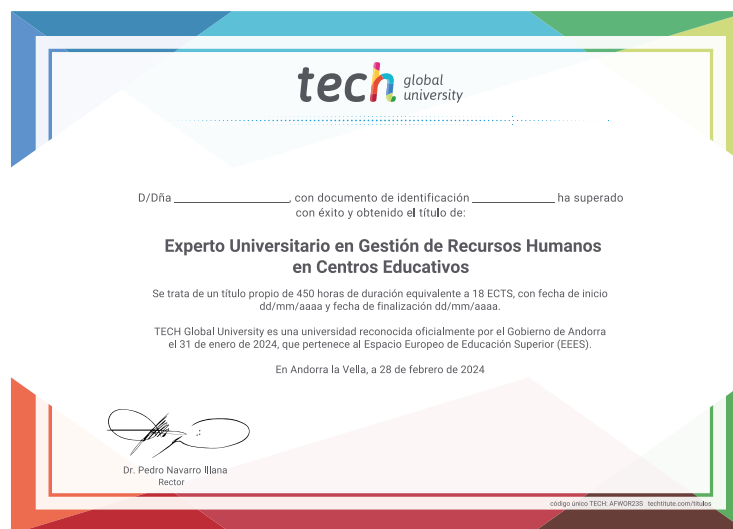 tech global
university
D/Dña ____________________, con documento de identificación ______________ ha superado
con éxito y obtenido el título de:
Experto Universitario en Gestión de Recursos Humanos
en Centros Educativos
Se trata de un título propio de 450 horas de duración equivalente a 18 ECTS, con fecha de inicio
dd/mm/aaaa y fecha de finalización dd/mm/aaaa.
TECH Global University es una universidad reconocida oficialmente por el Gobierno de Andorra
el 31 de enero de 2024, que pertenece al Espacio Europeo de Educación Superior (EEES).
En Andorra la Vella, a 28 de febrero de 2024
Dr. Pedro Navarro Illana
Rector
código único TECH: AFWOR23S techtitute.com/titulos